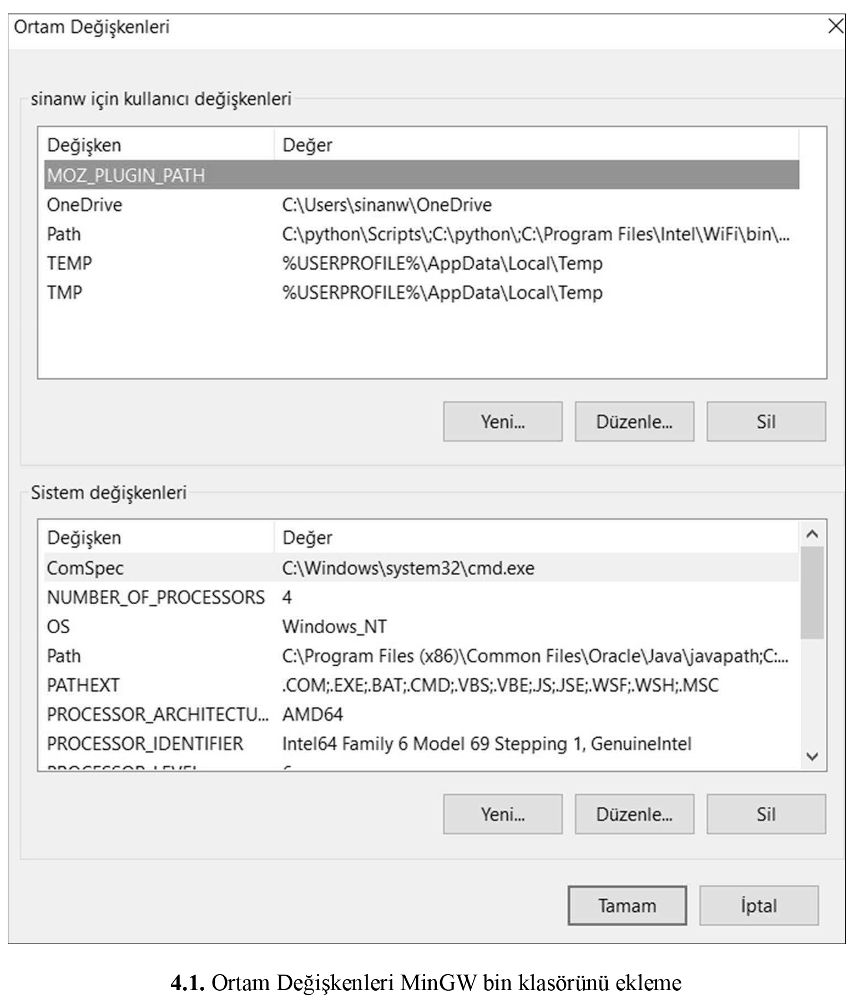 Ortam Değişkenleri
sinanw için kullanıcı değişkenleri
Değişken Değer
MOZ_PLUGIN_PATH
OneDrive C:\Users\sinanw\OneDrive
Path C:\python\Scripts\;C:\python\;C:\Program Files\Intel\WiFi\bin\...
TEMP %USERPROFILE%\AppData\Local\Temp
TMP %USERPROFILE%\AppData\Local\Temp
Yeni... Düzenle... Sil
Sistem değişkenleri
Değişken Değer
ComSpec C:\Windows\system32\cmd.exe
NUMBER_OF_PROCESSORS 4
OS Windows_NT
Path C:\Program Files (x86)\Common Files\Oracle\Java\javapath;C:...
PATHEXT .COM;.EXE;.BAT;.CMD;.VBS;.VBE;.JS;.JSE;.WSF;.WSH;.MSC
PROCESSOR_ARCHITECTU... AMD64
PROCESSOR_IDENTIFIER Intel64 Family 6 Model 69 Stepping 1, GenuineIntel
Yeni... Düzenle... Sil
Tamam İptal
4.1. Ortam Değişkenleri MinGW bin klasörünü ekleme